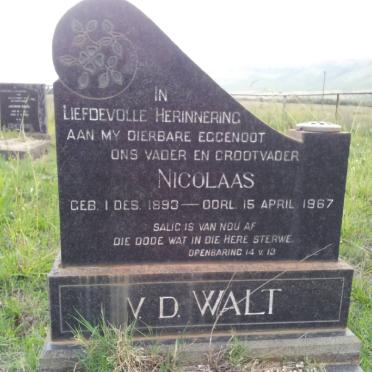 IN
LIEFDEVOLLE HERINNERING
AAN MY DIERBARE EGGENOOT
ONS VADER EN GROOTVADER
NICOLAAS
GEB. 1 DES. 1893 — OORL. 15 APRIL 1967
SALIG IS VAN NOU AF
DIE DODE WAT IN DIE HERE STERWE.
OPENBARING 14 V. 13
V. D. WALT